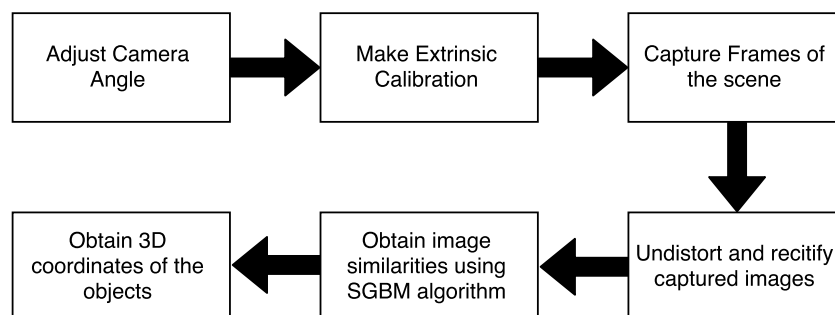 Adjust Camera
Angle
Make Extrinsic
Calibration
Capture Frames of
the scene
Undistort and recitify
captured images
Obtain image
similarities using
SGBM algorithm
Obtain 3D
coordinates of the
objects